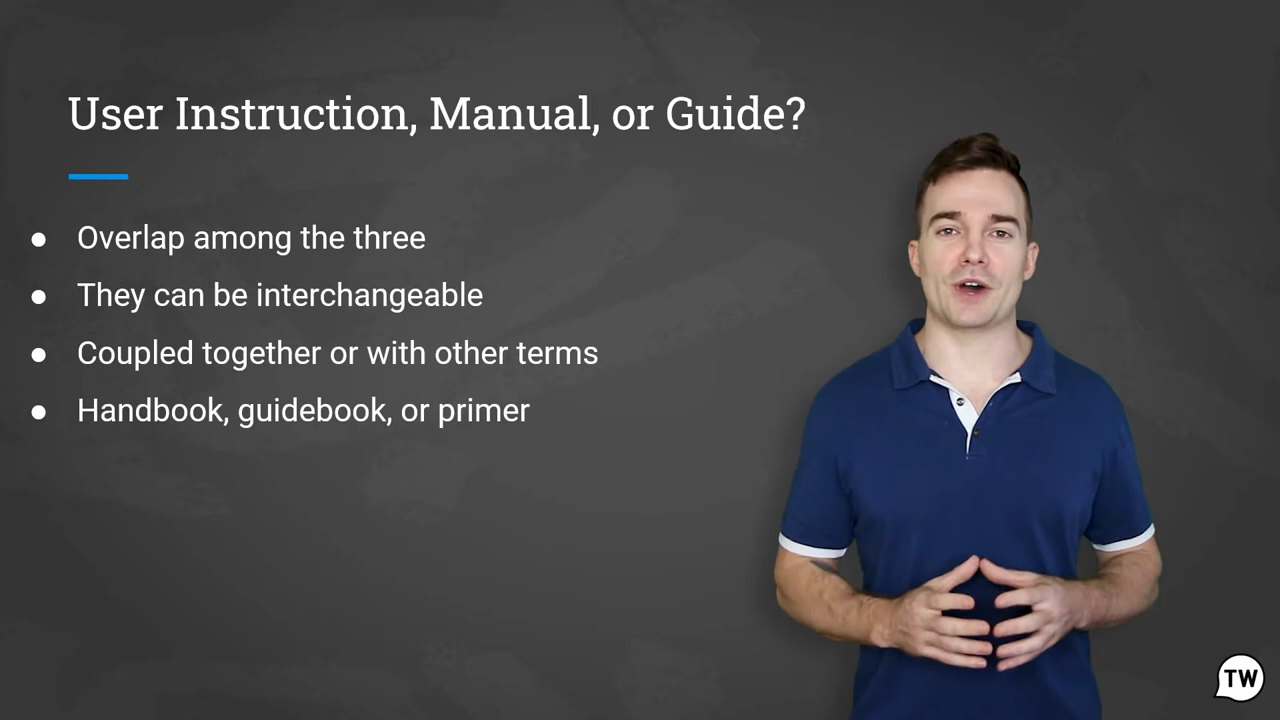 User Instruction, Manual, or Guide?
● Overlap among the three
● They can be interchangeable
● Coupled together or with other terms
● Handbook, guidebook, or primer
TW